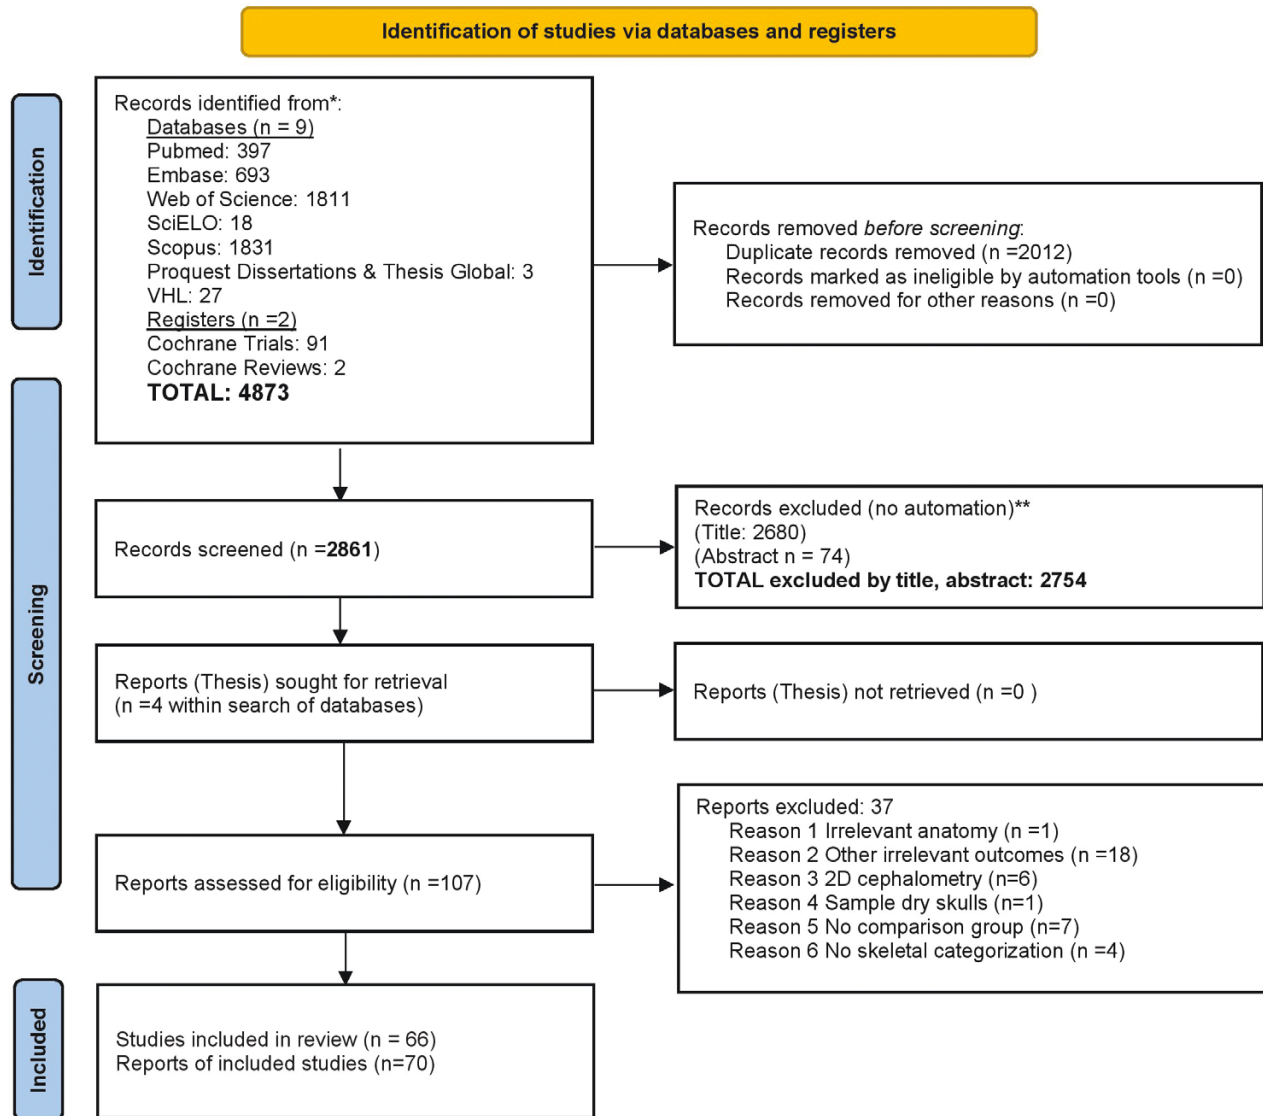 Identification of studies via databases and registers
Identification
Records identified from*:
Databases (n = 9)
Pubmed: 397
Embase: 693
Web of Science: 1811
SciELO: 18
Scopus: 1831
Proquest Dissertations & Thesis Global: 3
VHL: 27
Registers (n =2)
Cochrane Trials: 91
Cochrane Reviews: 2
TOTAL: 4873
Records removed before screening:
Duplicate records removed (n =2012)
Records marked as ineligible by automation tools (n =0)
Records removed for other reasons (n =0)
Screening
Records screened (n =2861)
Records excluded (no automation)**
(Title: 2680)
(Abstract n = 74)
TOTAL excluded by title, abstract: 2754
Reports (Thesis) sought for retrieval
(n =4 within search of databases)
Reports (Thesis) not retrieved (n =0 )
Reports assessed for eligibility (n =107)
Reports excluded: 37
Reason 1 Irrelevant anatomy (n =1)
Reason 2 Other irrelevant outcomes (n =18)
Reason 3 2D cephalometry (n=6)
Reason 4 Sample dry skulls (n=1)
Reason 5 No comparison group (n=7)
Reason 6 No skeletal categorization (n =4)
Included
Studies included in review (n = 66)
Reports of included studies (n=70)